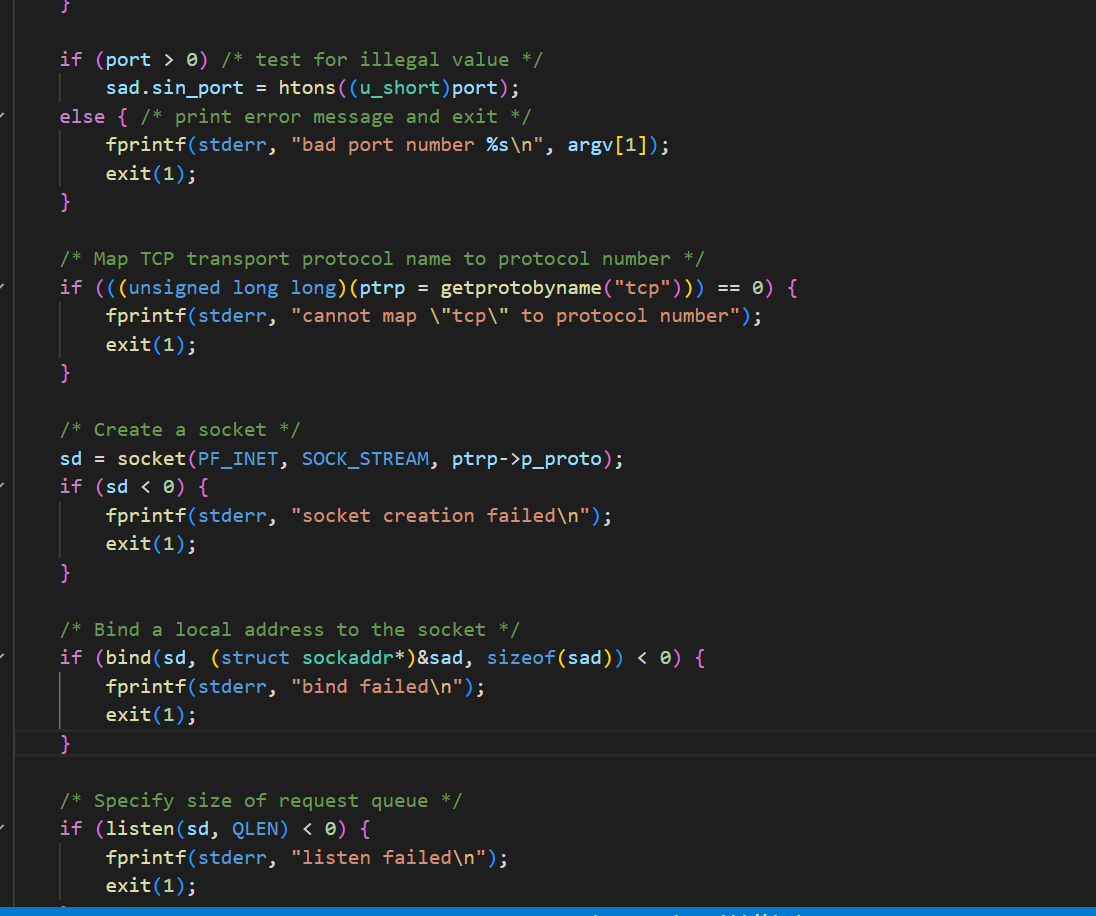 }
if (port > 0) /* test for illegal value */
sad.sin_port = htons((u_short)port);
else { /* print error message and exit */
fprintf(stderr, "bad port number %s\n", argv[1]);
exit(1);
}
/* Map TCP transport protocol name to protocol number */
if (((unsigned long long)(ptrp = getprotobyname("tcp"))) == 0) {
fprintf(stderr, "cannot map \"tcp\" to protocol number");
exit(1);
}
/* Create a socket */
sd = socket(PF_INET, SOCK_STREAM, ptrp->p_proto);
if (sd < 0) {
fprintf(stderr, "socket creation failed\n");
exit(1);
}
/* Bind a local address to the socket */
if (bind(sd, (struct sockaddr*)&sad, sizeof(sad)) < 0) {
fprintf(stderr, "bind failed\n");
exit(1);
}
/* Specify size of request queue */
if (listen(sd, QLEN) < 0) {
fprintf(stderr, "listen failed\n");
exit(1);